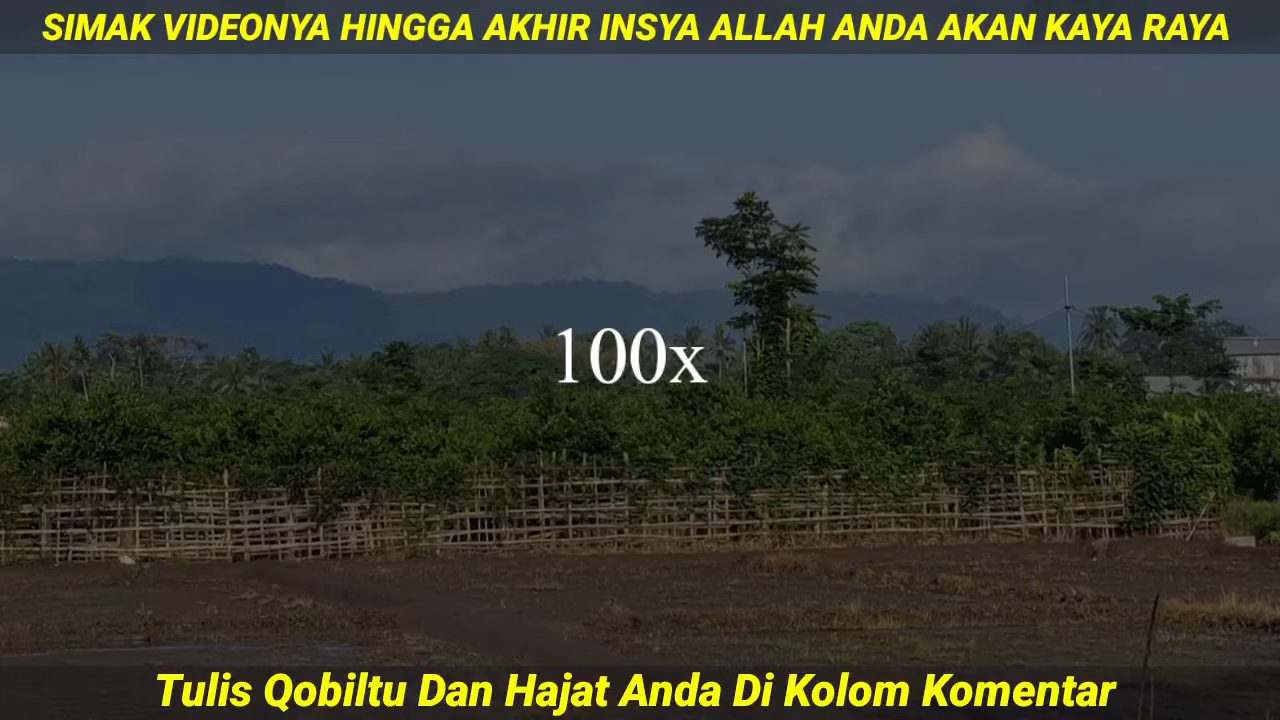 SIMAK VIDEONYA HINGGA AKHIR INSYA ALLAH ANDA AKAN KAYA RAYA
100x
Tulis Qobiltu Dan Hajat Anda Di Kolom Komentar